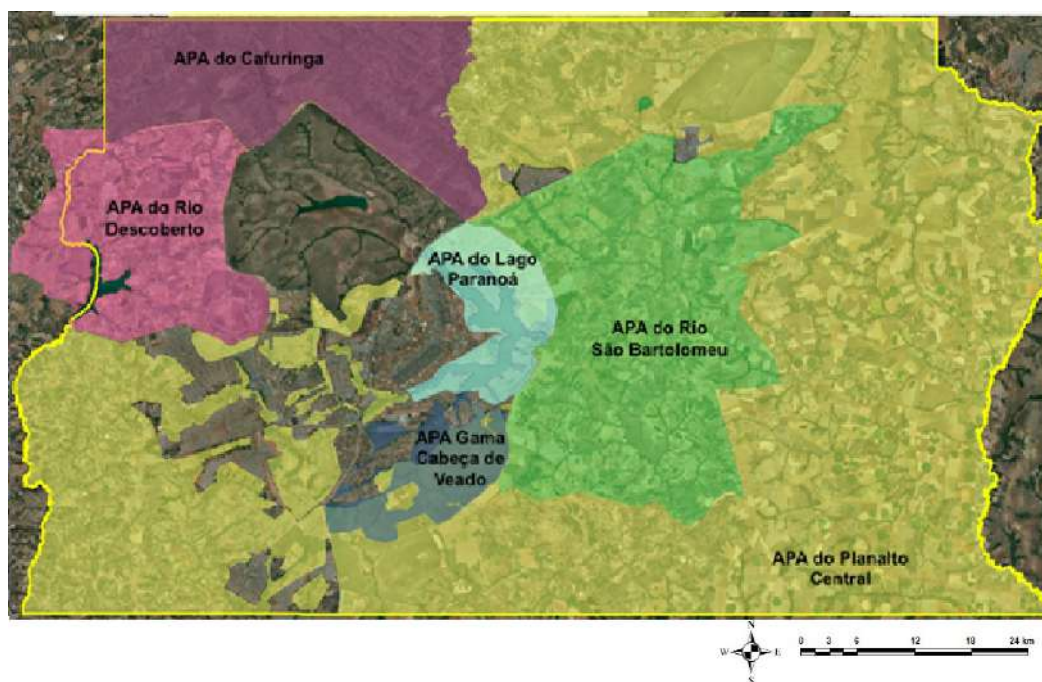 APA do Cafuringa
APA do Rio
Descoberto
APA do Lago
Paranoá
APA do Rio
São Bartolomeu
APA Gama
Cabeça de
Veado
APA do Planalto
Central
N
W
E
S
0 3 6 12 18 24 km